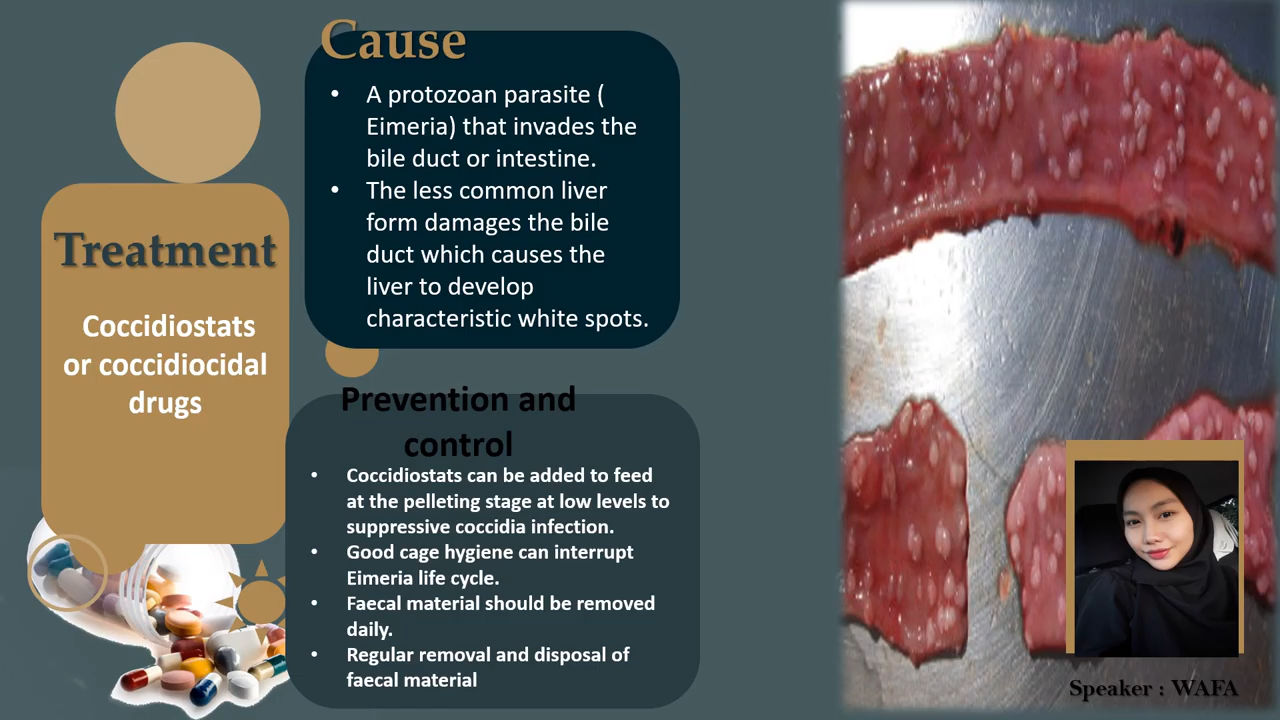 Cause
• A protozoan parasite (
Eimeria) that invades the
bile duct or intestine.
• The less common liver
form damages the bile
duct which causes the
liver to develop
characteristic white spots.
Treatment
Coccidiostats
or coccidiocidal
drugs
Prevention and
control
• Coccidiostats can be added to feed
at the pelleting stage at low levels to
suppressive coccidia infection.
• Good cage hygiene can interrupt
Eimeria life cycle.
• Faecal material should be removed
daily.
• Regular removal and disposal of
faecal material
Speaker : WAFA